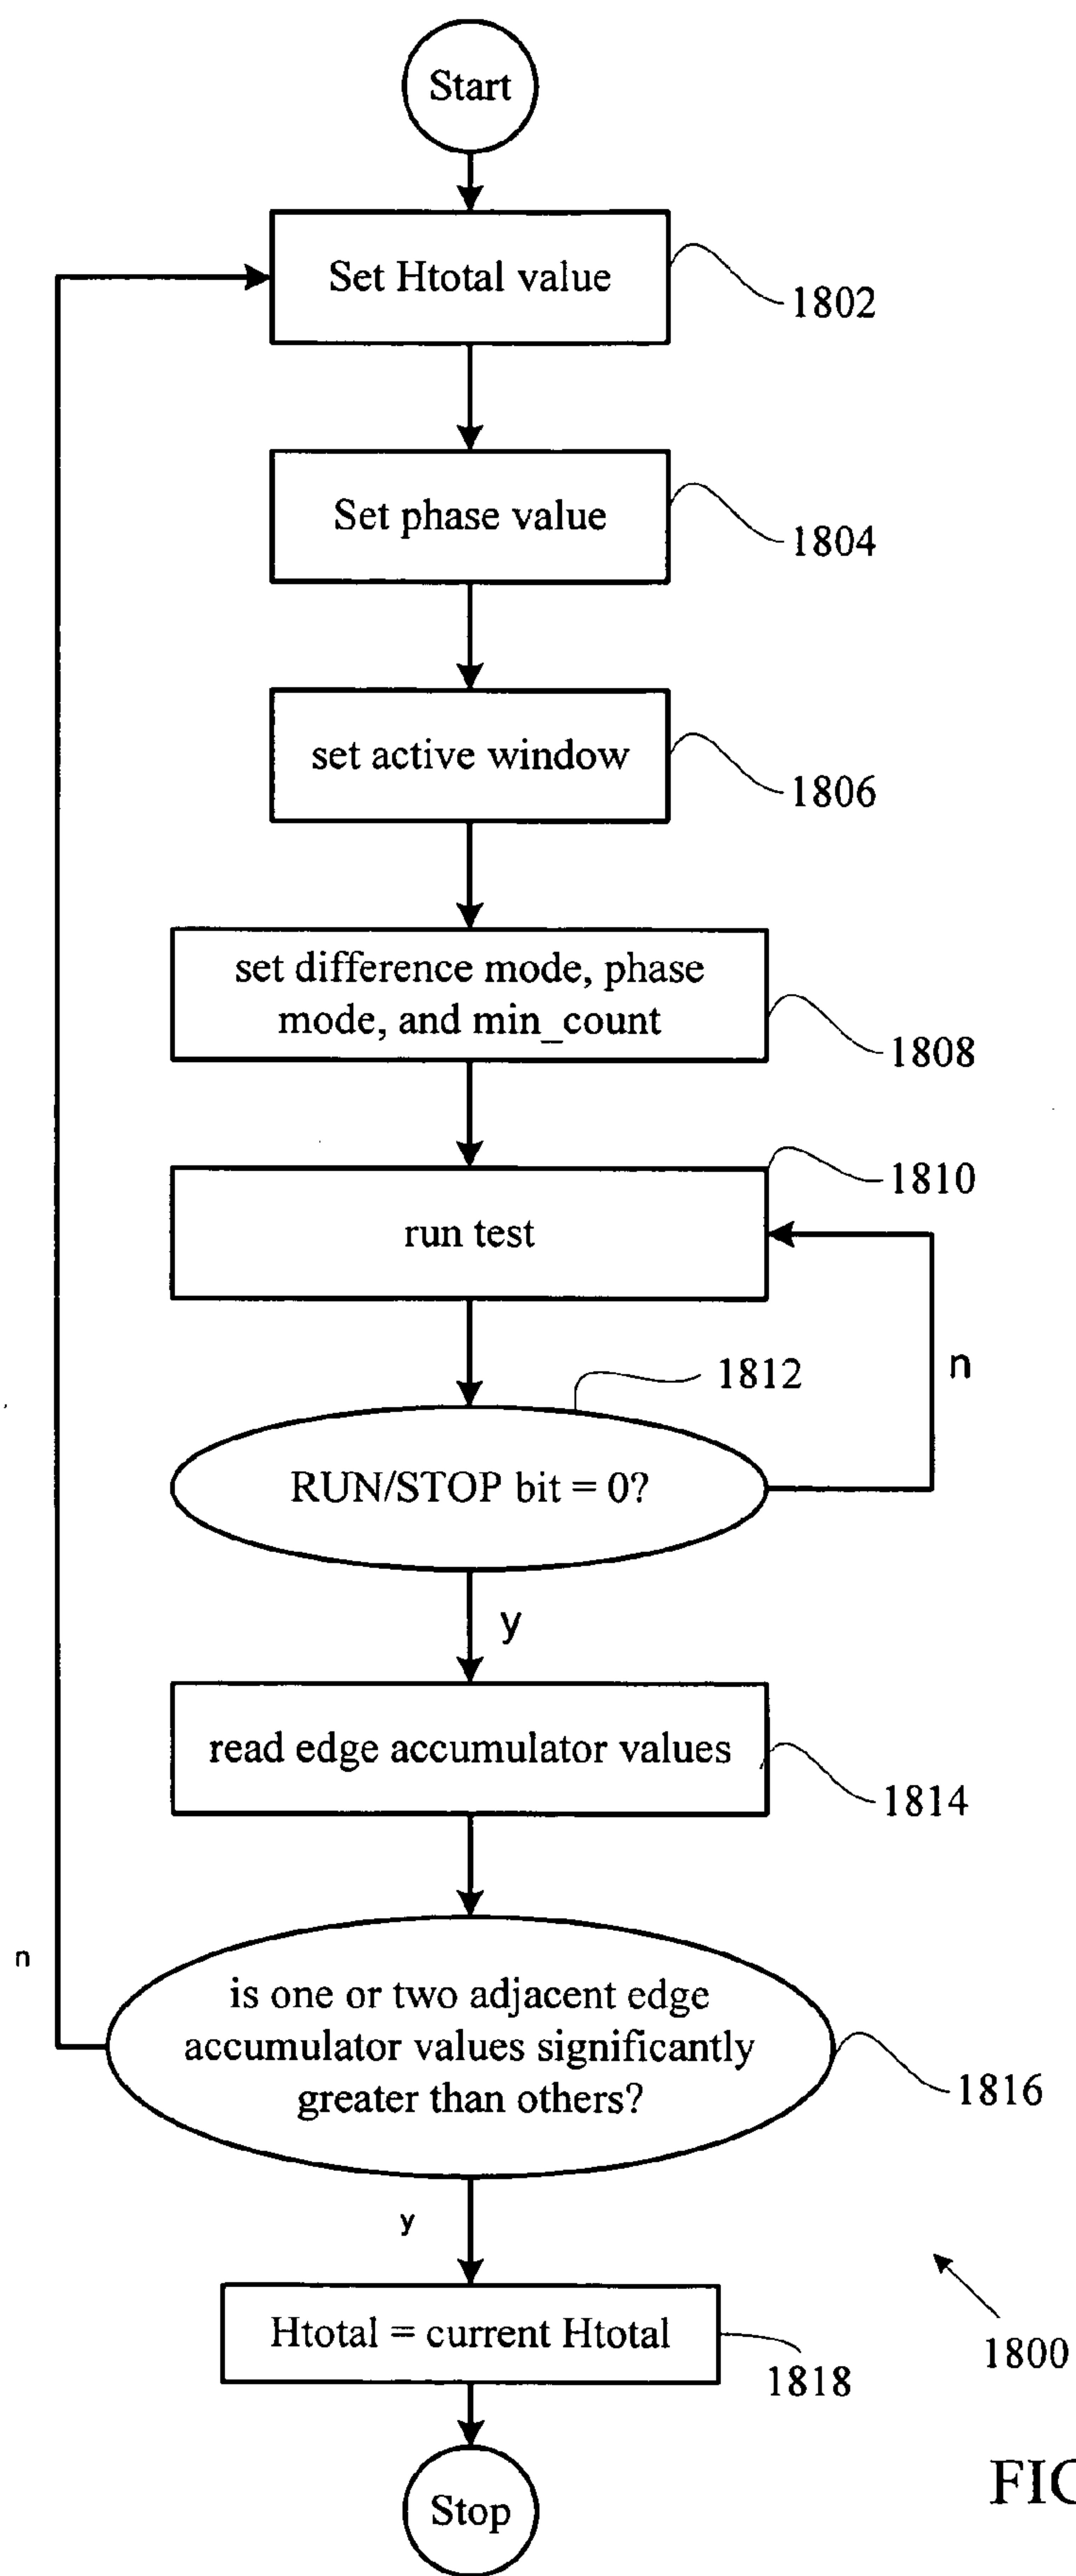 Start
Set Htotal value
1802
Set phase value
1804
set active window
1806
set difference mode, phase
mode, and min_count
1808
1810
run test
n
1812
RUN/STOP bit = 0?
y
read edge accumulator values
1814
n
is one or two adjacent edge
accumulator values significantly
greater than others?
1816
y
Htotal = current Htotal
1818
1800
Stop